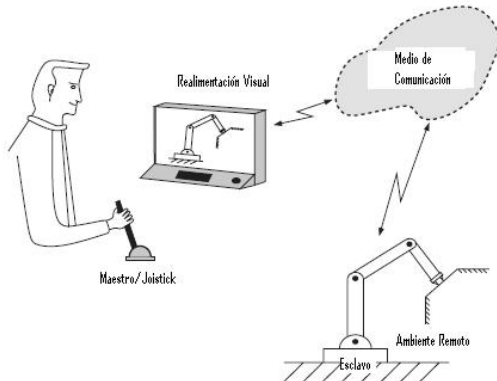 Medio de
Comunicación
Realimentación Visual
Maestro/Joistick
Ambiente Remoto
Esclavo